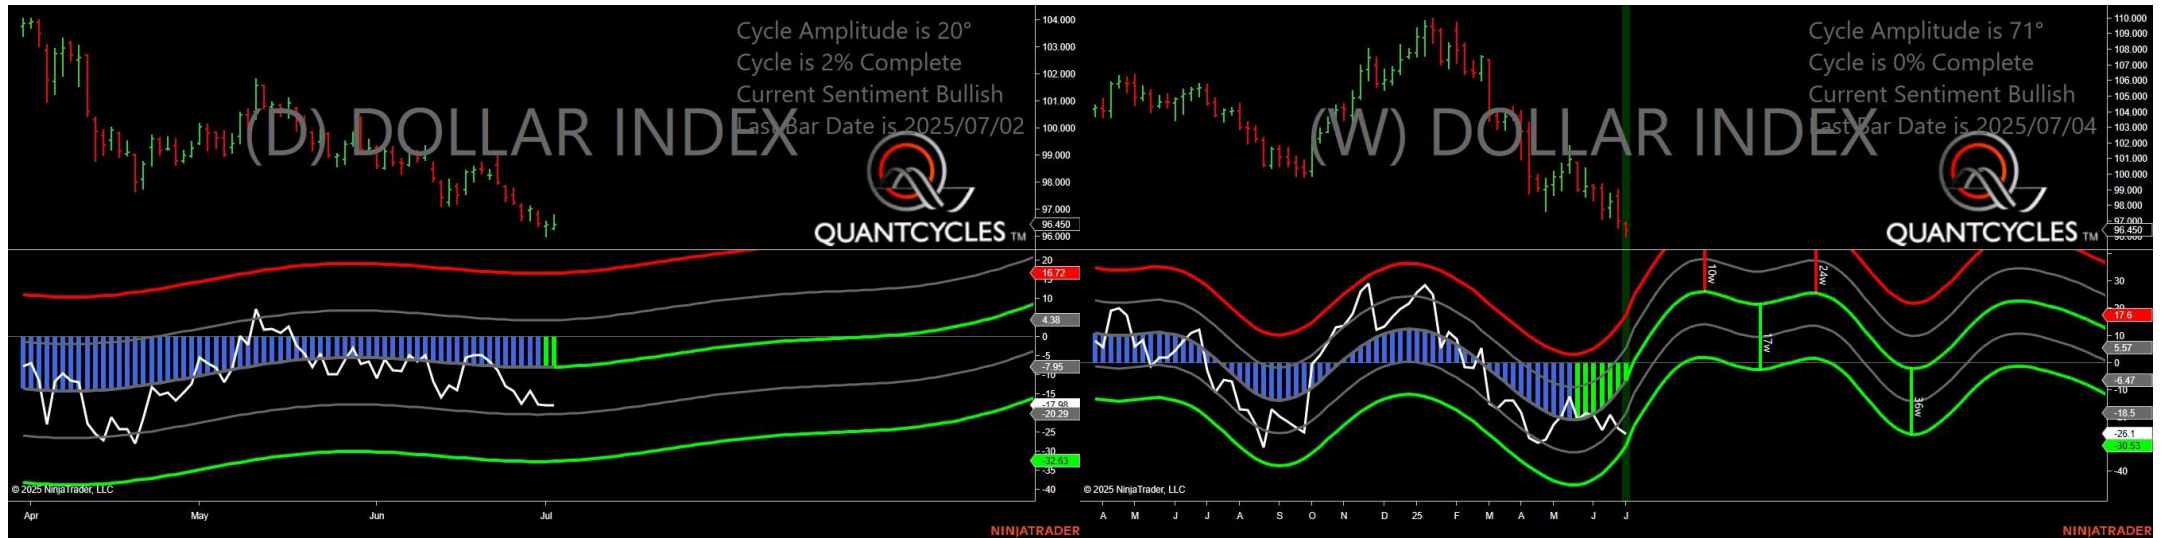 Cycle Amplitude is 20°
Cycle is 2% Complete
Current Sentiment Bullish
Last Bar Date is 2025/07/02
(D) DOLLAR INDEX
QUANTCYCLES TM
104.000
103.000
102.000
101.000
100.000
99.000
98.000
97.000
96.450
96.000
20
16.72
10
4.38
0
-5
-7.95
-10
-15
-17.98
-20.29
-25
-30
-32.63
-35
-40
© 2025 NinjaTrader, LLC
Apr May Jun Jul
NINJATRADER
Cycle Amplitude is 71°
Cycle is 0% Complete
Current Sentiment Bullish
Last Bar Date is 2025/07/04
(W) DOLLAR INDEX
QUANTCYCLES TM
110.000
109.000
108.000
107.000
106.000
105.000
104.000
103.000
102.000
101.000
100.000
99.000
98.000
97.000
96.450
10w
24w
17w
36w
30
20
17.6
10
5.57
0
-6.47
-10
-18.5
-26.1
-30.53
-40
© 2025 NinjaTrader, LLC
A M J J A S O N D 25 F M A M J J
NINJATRADER